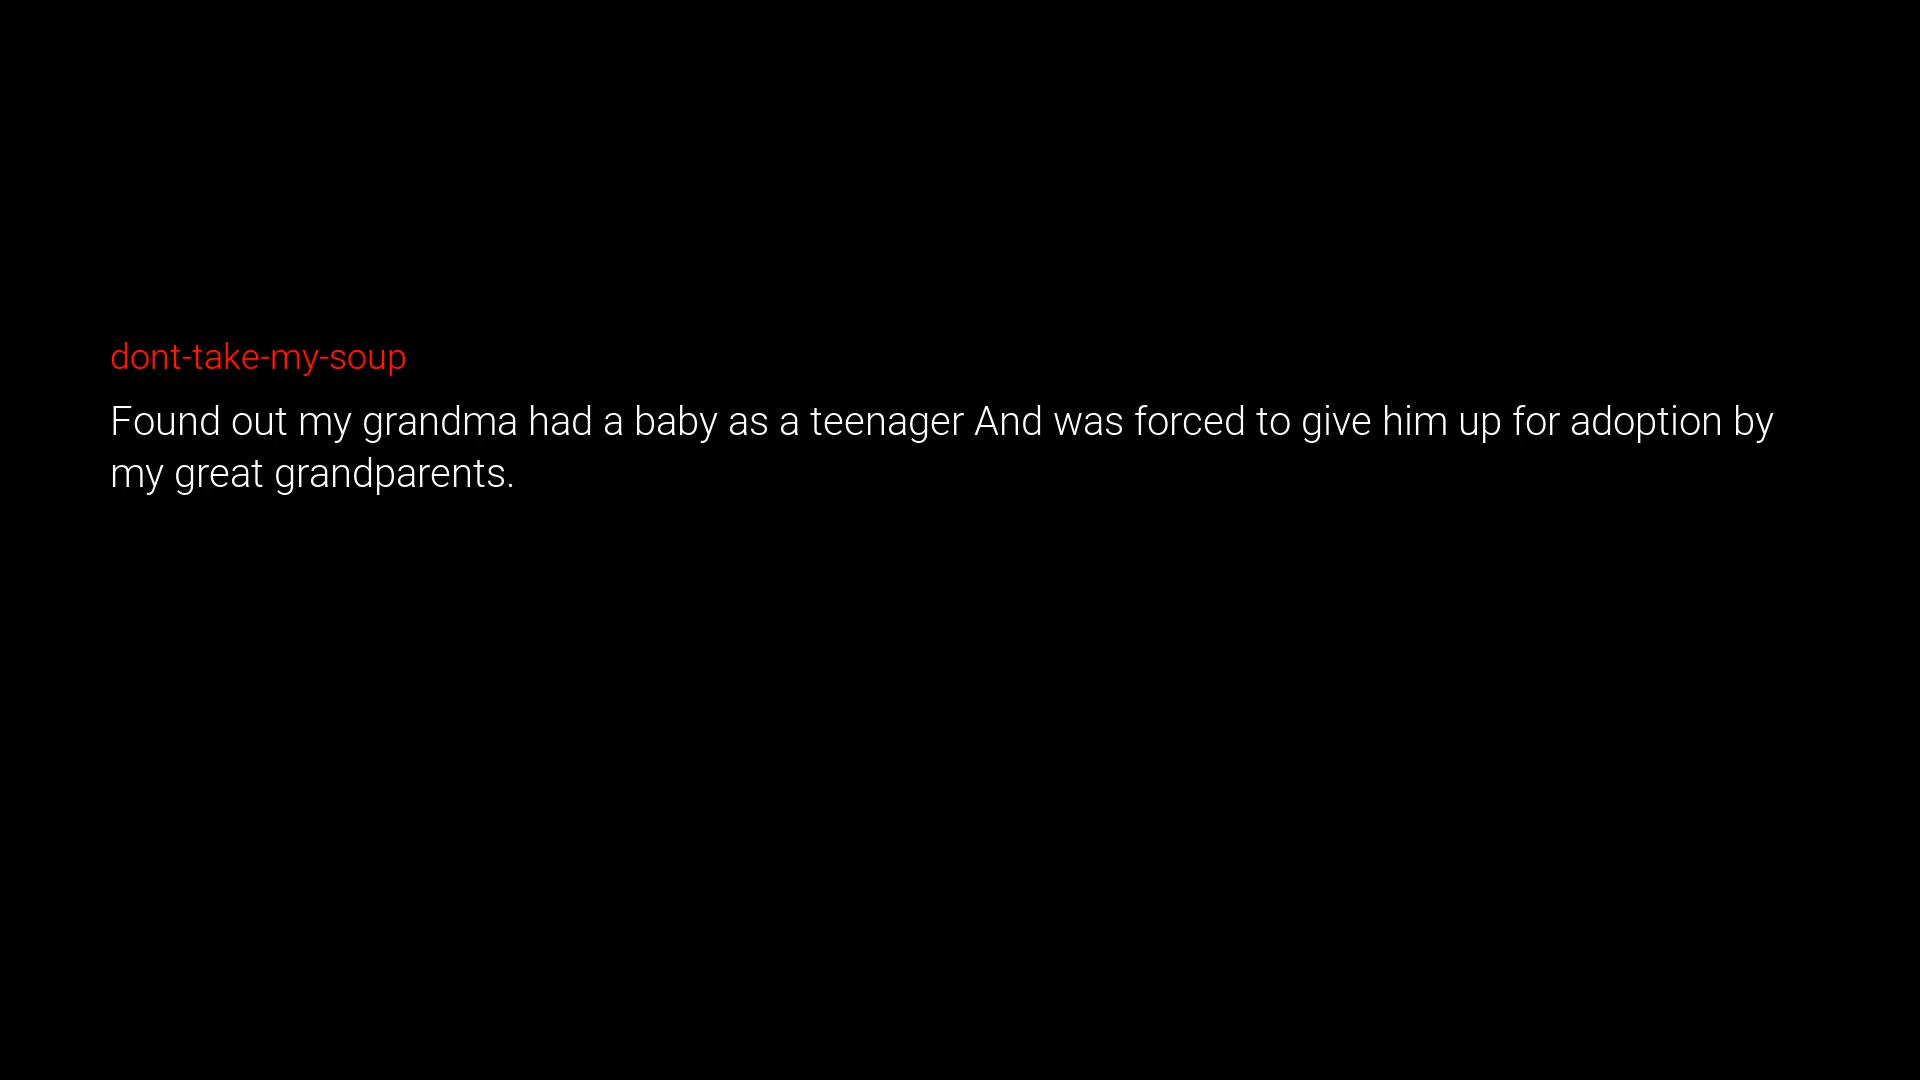 dont-take-my-soup
Found out my grandma had a baby as a teenager And was forced to give him up for adoption by
my great grandparents.